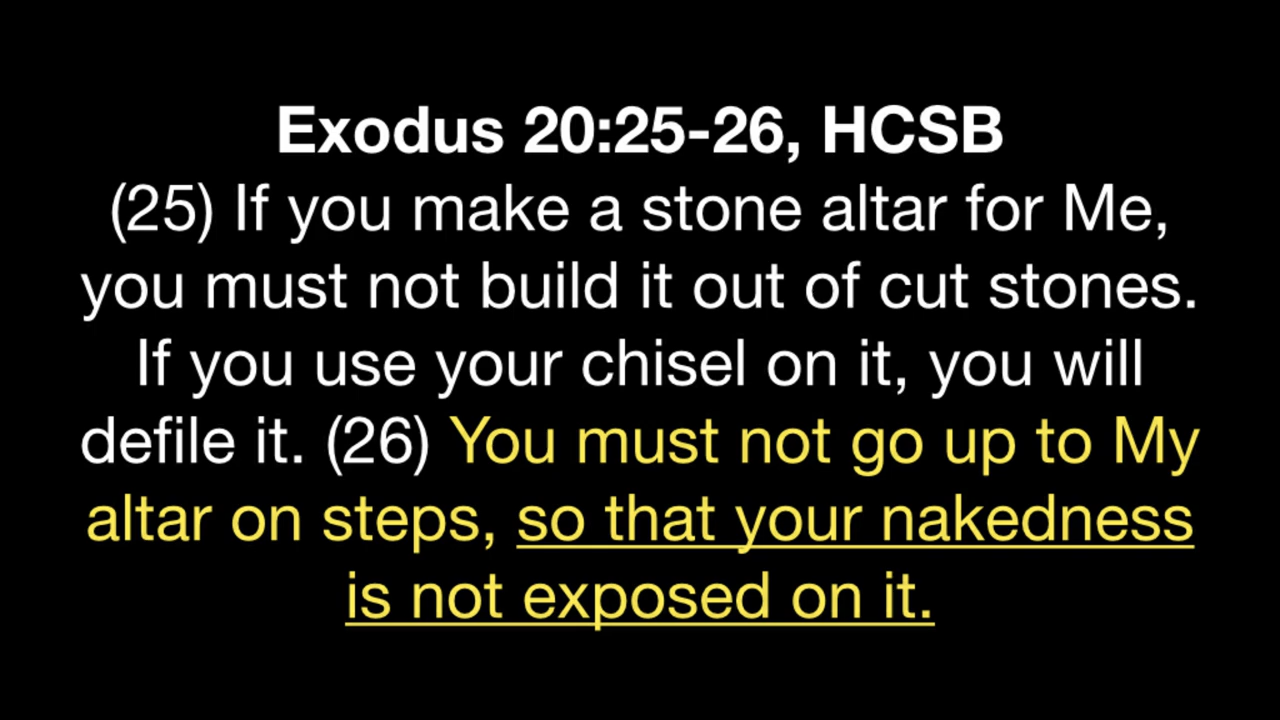 Exodus 20:25-26, HCSB
(25) If you make a stone altar for Me,
you must not build it out of cut stones.
If you use your chisel on it, you will
defile it. (26) You must not go up to My
altar on steps, so that your nakedness
is not exposed on it.